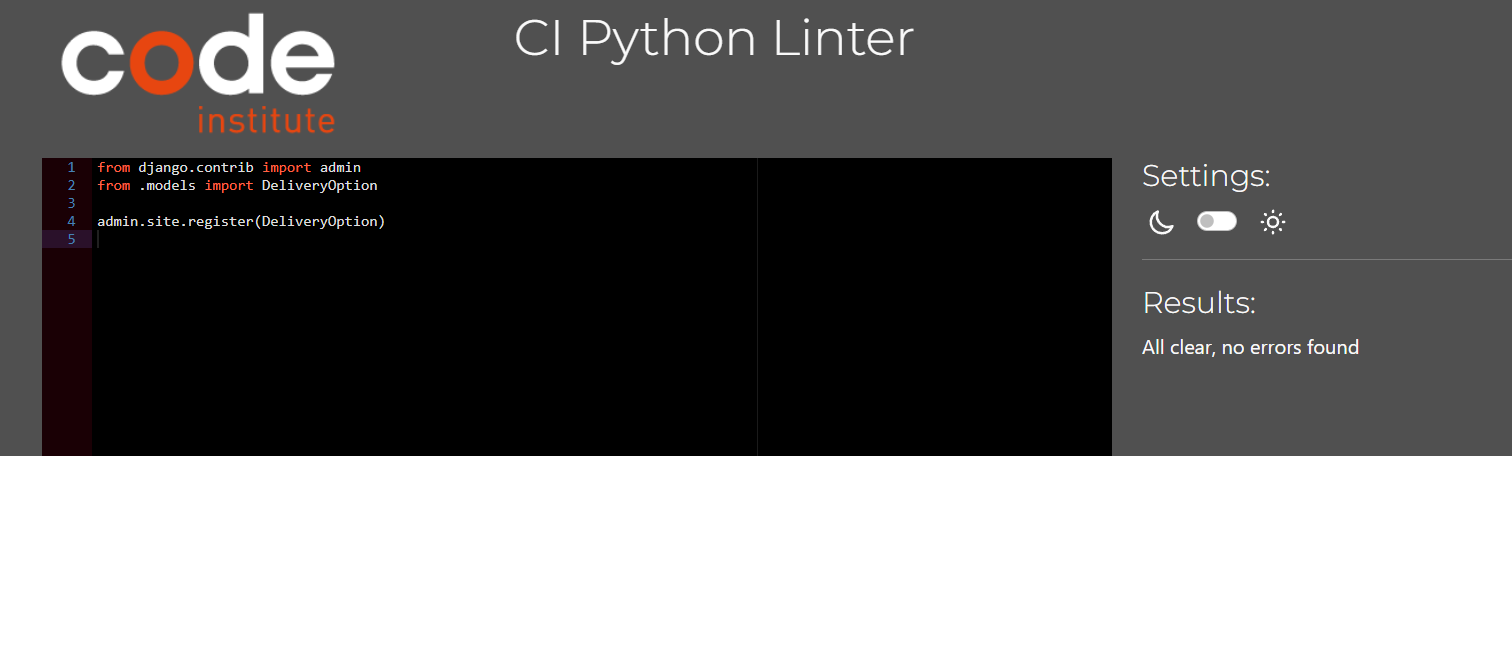 code
institute
CI Python Linter
1 from django.contrib import admin
2 from .models import DeliveryOption
3
4 admin.site.register(DeliveryOption)
5
Settings:
Results:
All clear, no errors found